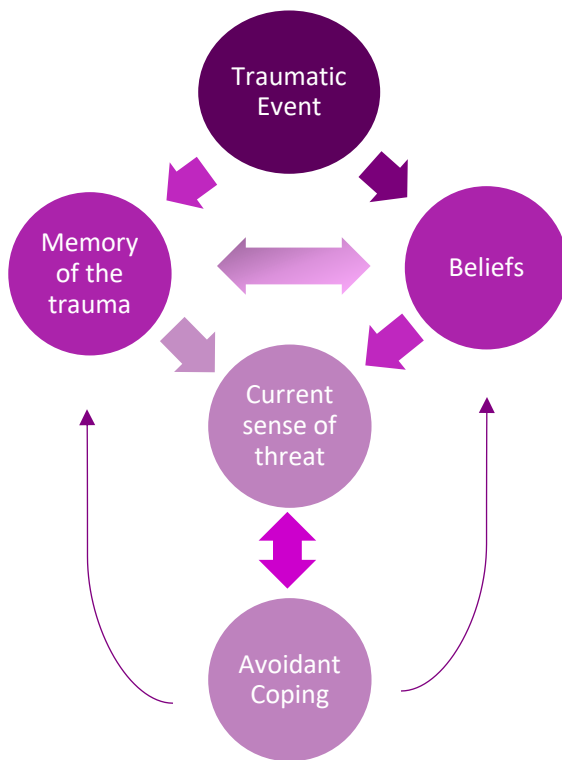 Traumatic
Event
Memory
of the
trauma
Beliefs
Current
sense of
threat
Avoidant
Coping